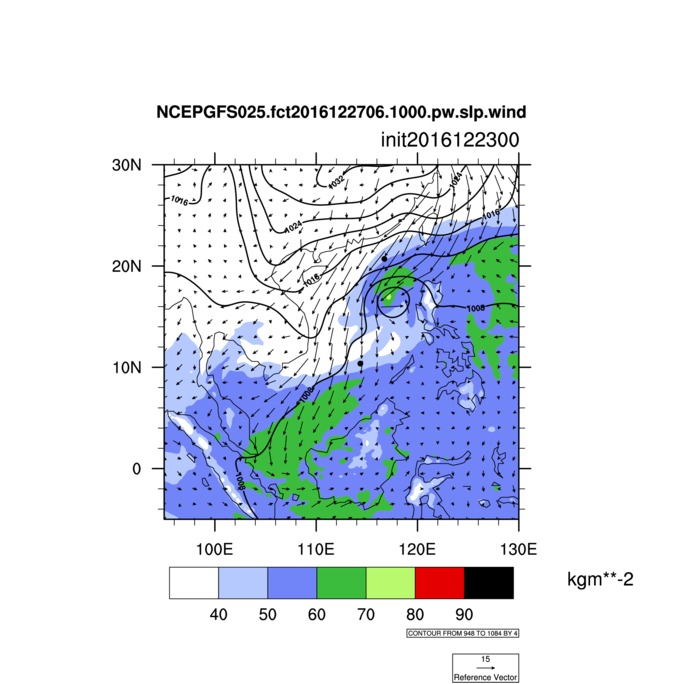 NCEPGFS025.fct2016122706.1000.pw.slp.wind
init2016122300
30N
20N
10N
0
1032
1024
1016
1024
1016
1016
1008
1008
1008
100E 110E 120E 130E
kgm**-2
40 50 60 70 80 90
CONTOUR FROM 948 TO 1084 BY 4
15
Reference Vector